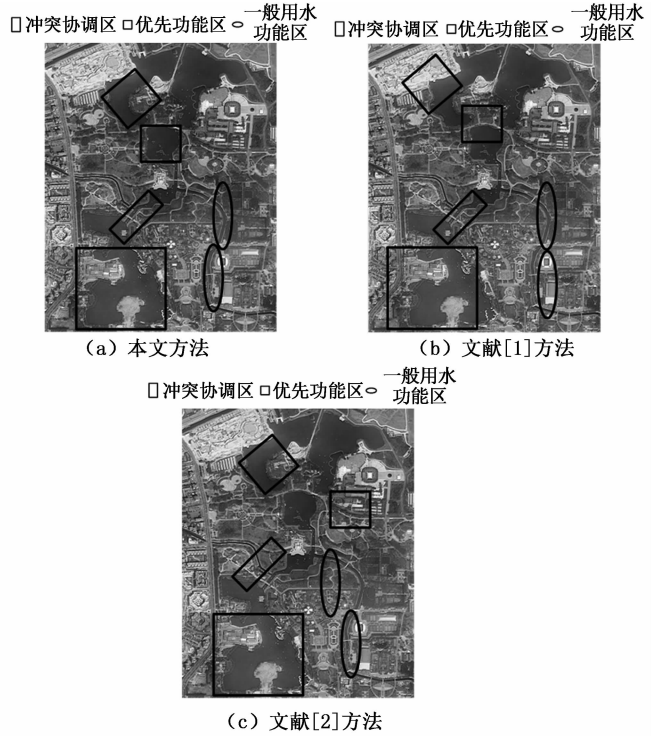 冲突协调区 优先功能区 一般用水功能区
冲突协调区 优先功能区 一般用水功能区
(a) 本文方法
(b) 文献[1]方法
冲突协调区 优先功能区 一般用水功能区
(c) 文献[2]方法